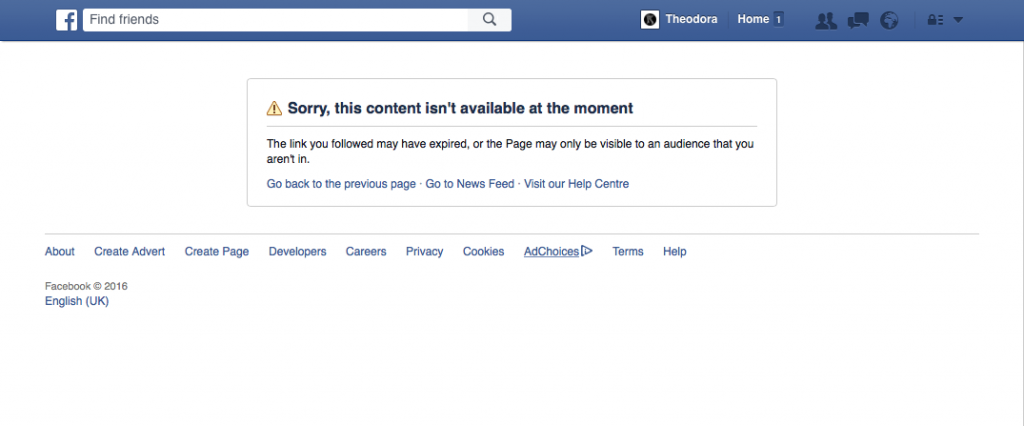 f Find friends Theodora Home 1
Sorry, this content isn't available at the moment
The link you followed may have expired, or the Page may only be visible to an audience that you
aren't in.
Go back to the previous page · Go to News Feed · Visit our Help Centre
About Create Advert Create Page Developers Careers Privacy Cookies AdChoices Terms Help
Facebook © 2016
English (UK)